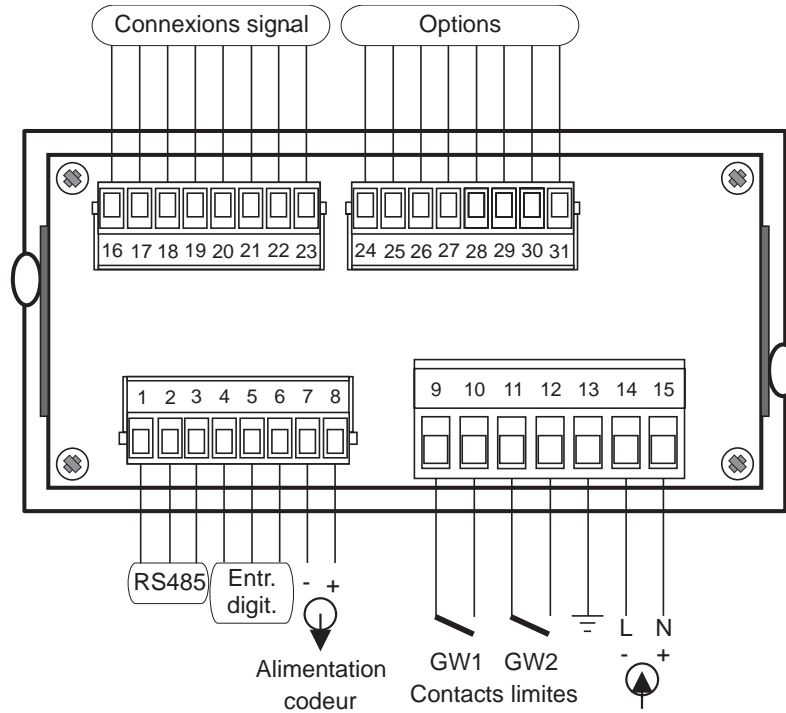 Connexions signal
Options
16 17 18 19 20 21 22 23
24 25 26 27 28 29 30 31
1 2 3 4 5 6 7 8
9 10 11 12 13 14 15
RS485
Entr.
digit.
- +
Alimentation
codeur
GW1 GW2
Contacts limites
L N
- +